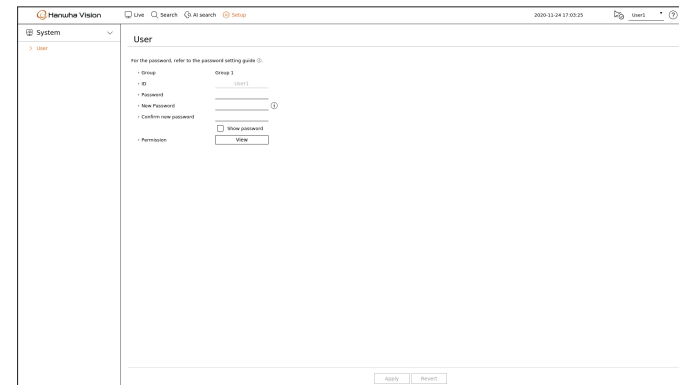 Hanwha Vision Live Search AI search Setup 2020-11-24 17:03:25 User1
System
User
User
For the password, refer to the password setting guide
Group Group 1
ID User1
Password
New Password
Confirm new password
Show password
Permission View
Apply Revert